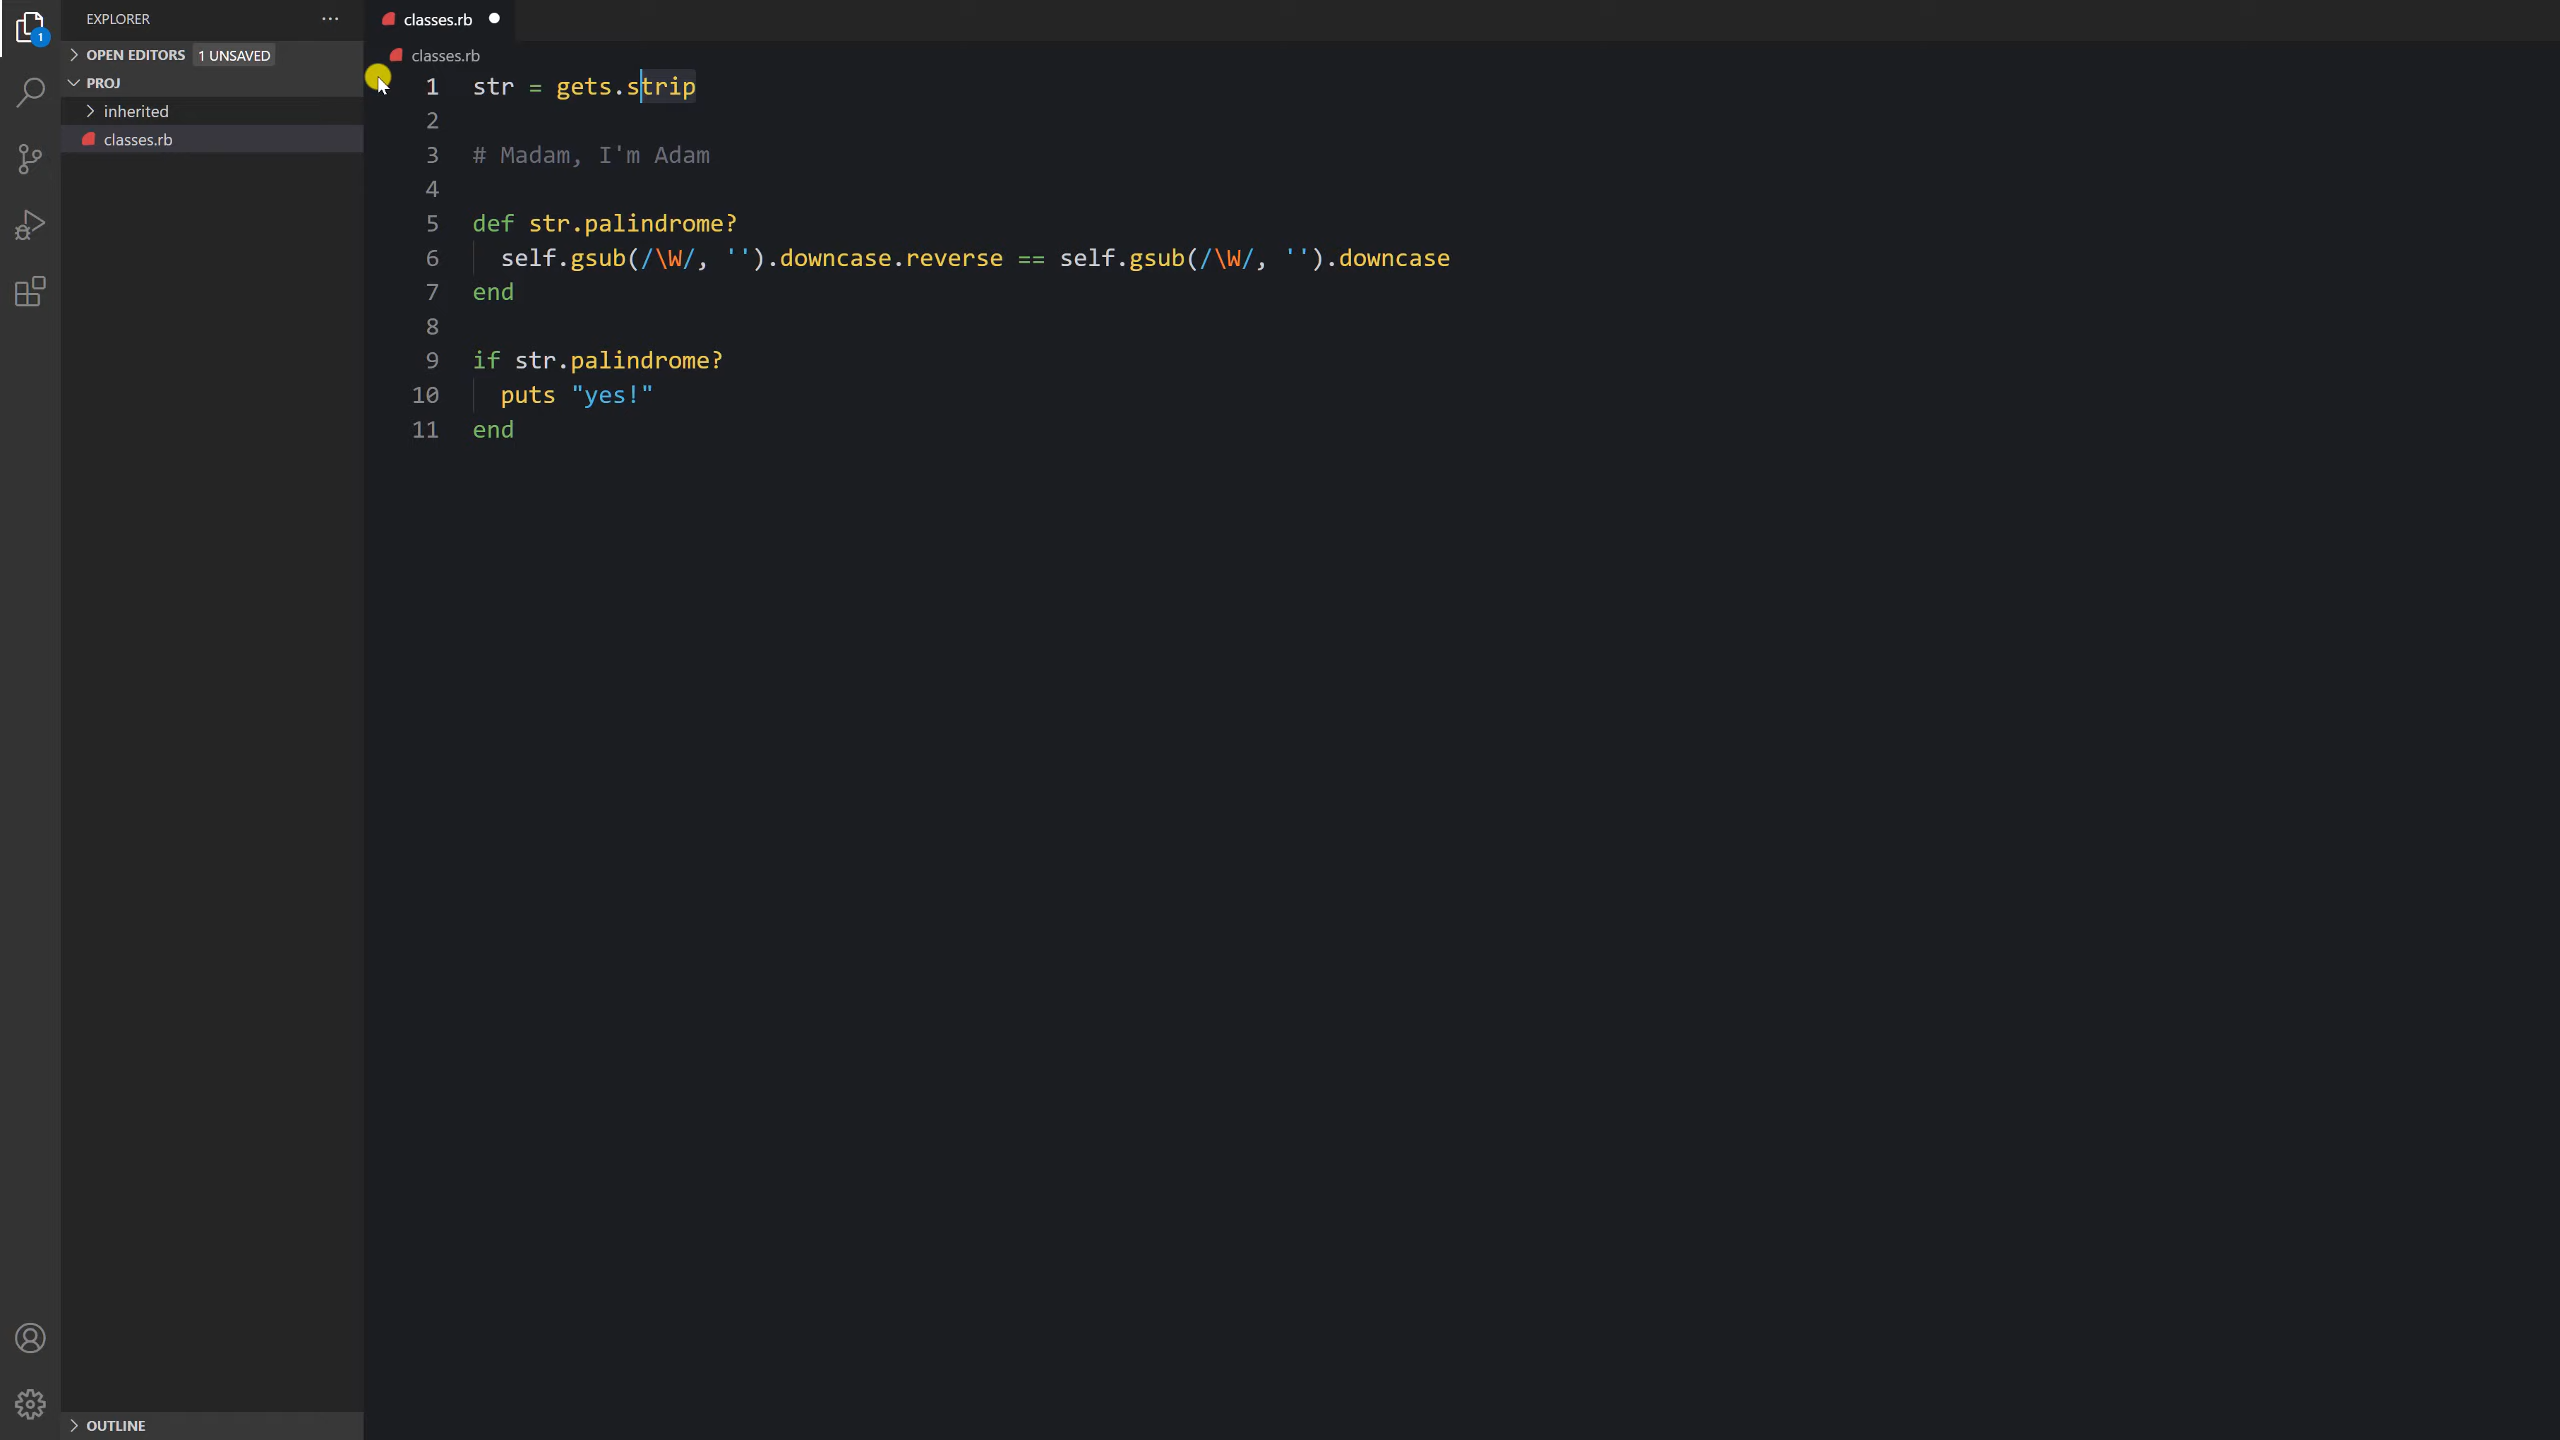 EXPLORER
1
OPEN EDITORS 1 UNSAVED
PROJ
inherited
classes.rb
OUTLINE
classes.rb
classes.rb
1 str = gets.strip
2
3 # Madam, I'm Adam
4
5 def str.palindrome?
6 self.gsub(/\W/, '').downcase.reverse == self.gsub(/\W/, '').downcase
7 end
8
9 if str.palindrome?
10 puts "yes!"
11 end